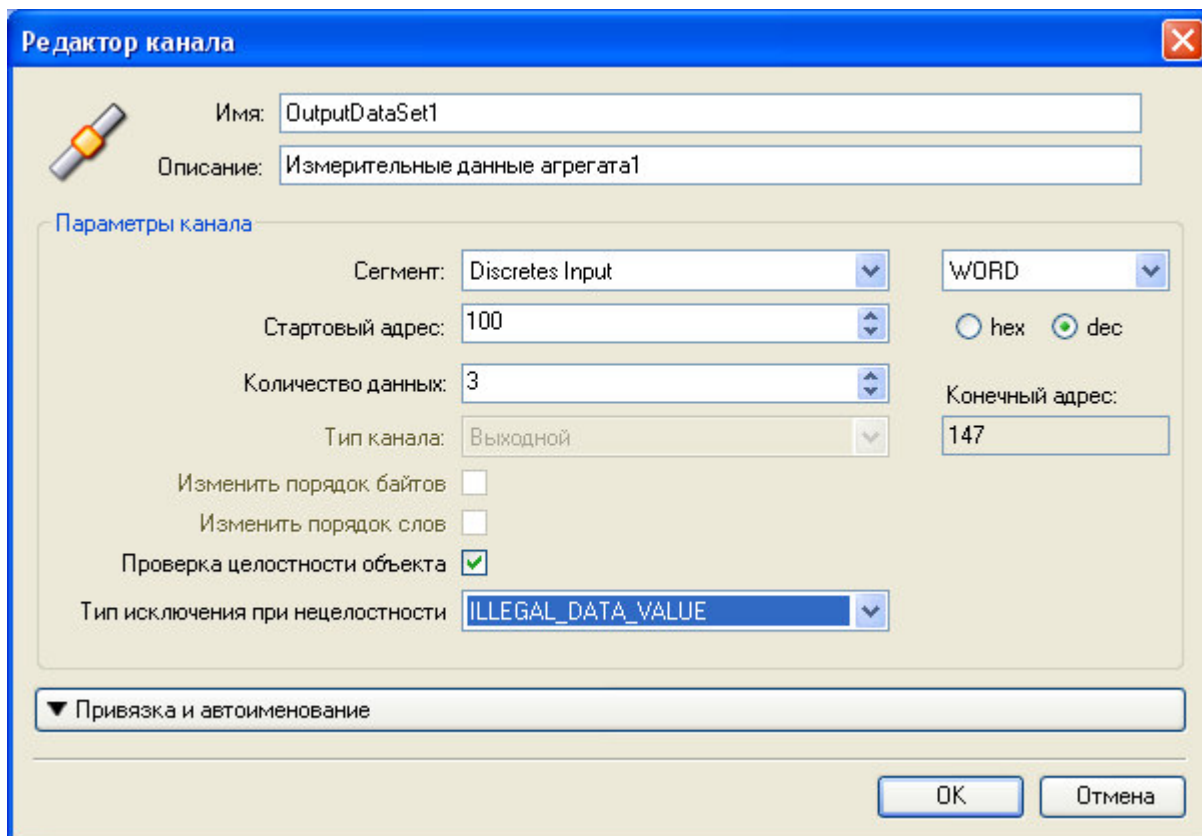 Редактор канала
Имя: OutputDataSet1
Описание: Измерительные данные агрегата1
Параметры канала
Сегмент: Discretes Input WORD
Стартовый адрес: 100 hex dec
Количество данных: 3 Конечный адрес:
Тип канала: Выходной 147
Изменить порядок байтов
Изменить порядок слов
Проверка целостности объекта
Тип исключения при нецелостности ILLEGAL_DATA_VALUE
Привязка и автоименование
OK Отмена